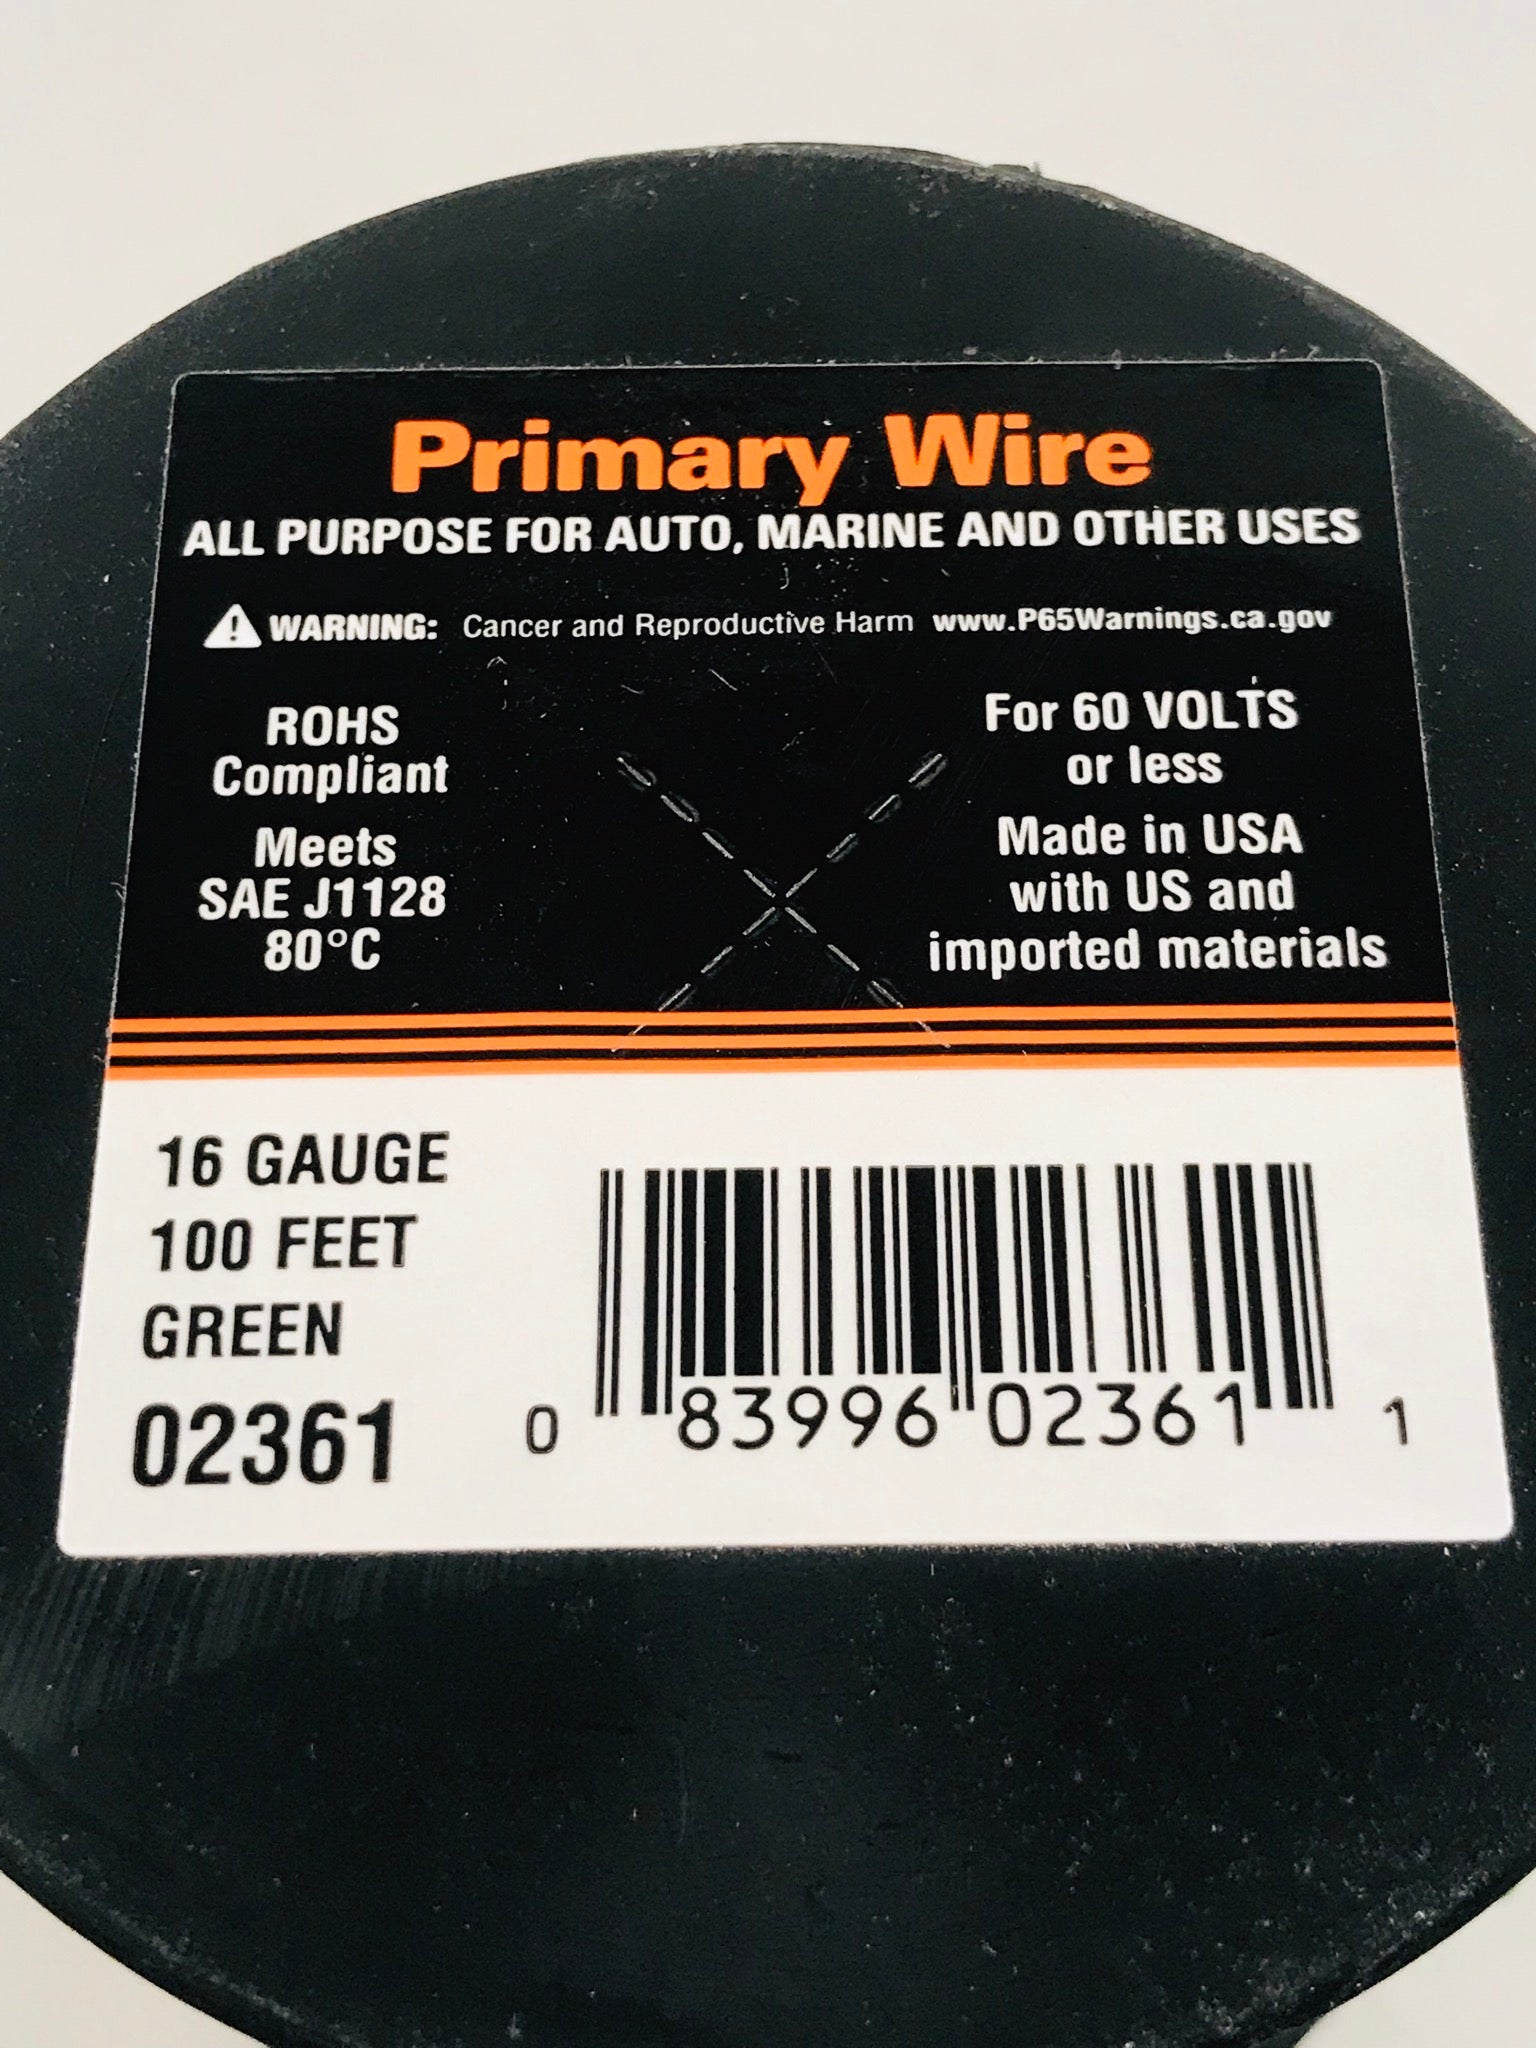 Primary Wire
ALL PURPOSE FOR AUTO, MARINE AND OTHER USES
WARNING: Cancer and Reproductive Harm www.P65Warnings.ca.gov
ROHS
Compliant
Meets
SAE J1128
80°C
For 60 VOLTS
or less
Made in USA
with US and
imported materials
16 GAUGE
100 FEET
GREEN
02361
0 83996 02361 1